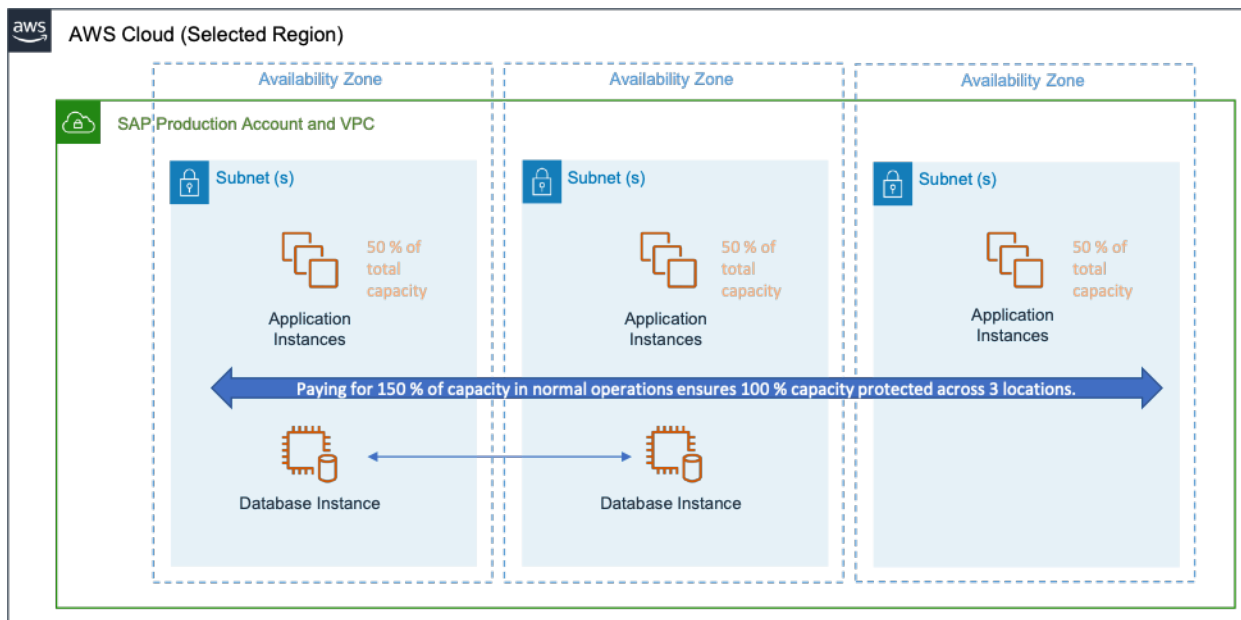 aws
AWS Cloud (Selected Region)
Availability Zone
Availability Zone
Availability Zone
SAP Production Account and VPC
Subnet (s)
Subnet (s)
Subnet (s)
50 % of
total
capacity
Application
Instances
50 % of
total
capacity
Application
Instances
50 % of
total
capacity
Application
Instances
Paying for 150 % of capacity in normal operations ensures 100 % capacity protected across 3 locations.
Database Instance
Database Instance